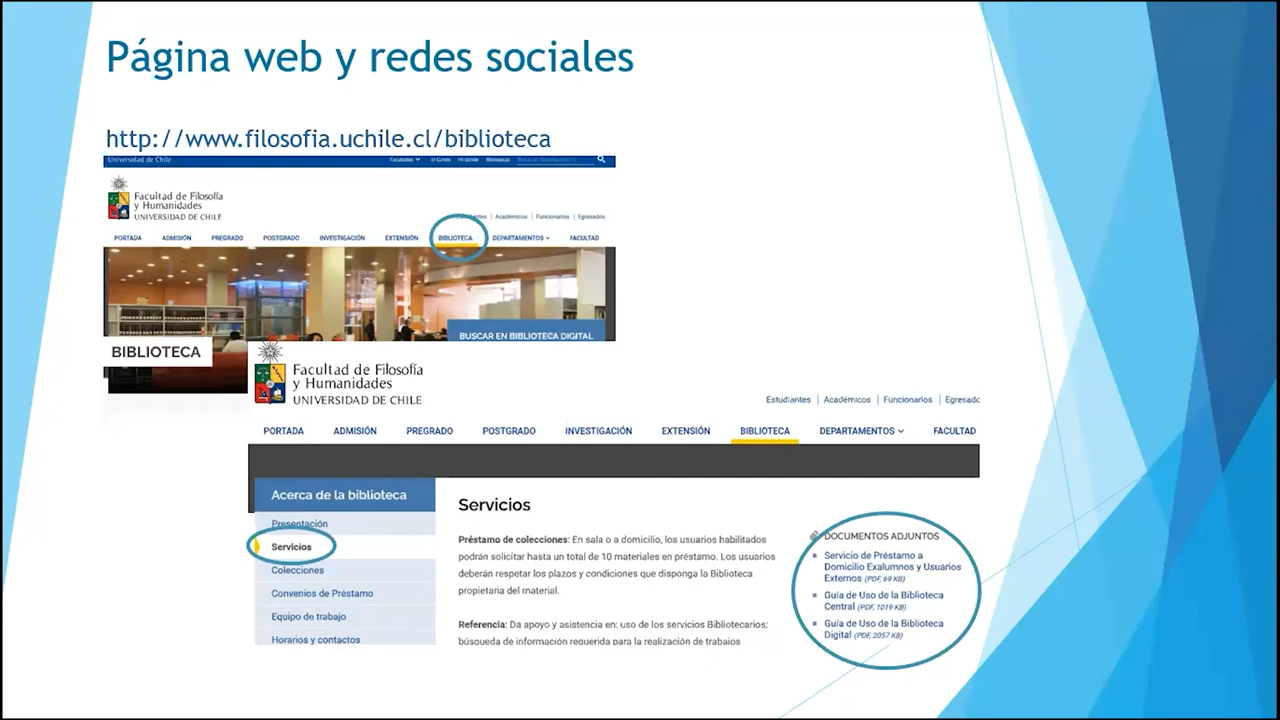 Página web y redes sociales
http://www.filosofia.uchile.cl/biblioteca
Universidad de Chile
Facultades
U-Cursos Mi Uchile Bibliotecas
Facultad de Filosofía
y Humanidades
UNIVERSIDAD DE CHILE
Académicos | Funcionarios | Egresados
PORTADA ADMISIÓN PREGRADO POSTGRADO INVESTIGACIÓN EXTENSIÓN BIBLIOTECA DEPARTAMENTOS FACULTAD
BUSCAR EN BIBLIOTECA DIGITAL
BIBLIOTECA
Facultad de Filosofía
y Humanidades
UNIVERSIDAD DE CHILE
Estudiantes | Académicos | Funcionarios | Egresado
PORTADA ADMISIÓN PREGRADO POSTGRADO INVESTIGACIÓN EXTENSIÓN BIBLIOTECA DEPARTAMENTOS FACULTAD
Acerca de la biblioteca
Presentación
Servicios
Colecciones
Convenios de Préstamo
Equipo de trabajo
Horarios y contactos
Servicios
Préstamo de colecciones: En sala o a domicilio, los usuarios habilitados
podrán solicitar hasta un total de 10 materiales en préstamo. Los usuarios
deberán respetar los plazos y condiciones que disponga la Biblioteca
propietaria del material.
Referencia: Da apoyo y asistencia en: uso de los servicios Bibliotecarios;
búsqueda de información requerida para la realización de trabajos
DOCUMENTOS ADJUNTOS
Servicio de Préstamo a
Domicilio Exalumnos y Usuarios
Externos (PDF, 69 KB)
Guía de Uso de la Biblioteca
Central (PDF, 1019 KB)
Guía de Uso de la Biblioteca
Digital (PDF, 2057 KB)